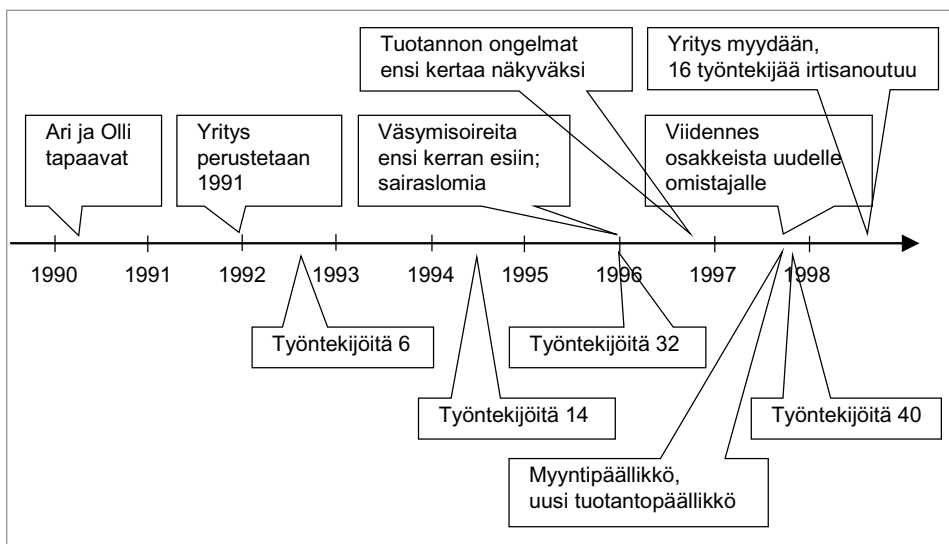 Tuotannon ongelmat
ensi kertaa näkyväksi
Yritys myydään,
16 työntekijää irtisanoutuu
Ari ja Olli
tapaavat
Yritys
perustetaan
1991
Väsymisoireita
ensi kerran esiin;
sairaslomia
Viidennes
osakkeista uudelle
omistajalle
1990 1991 1992 1993 1994 1995 1996 1997 1998
Työntekijöitä 6
Työntekijöitä 32
Työntekijöitä 14
Työntekijöitä 40
Myyntipäällikkö,
uusi tuotantopäällikkö